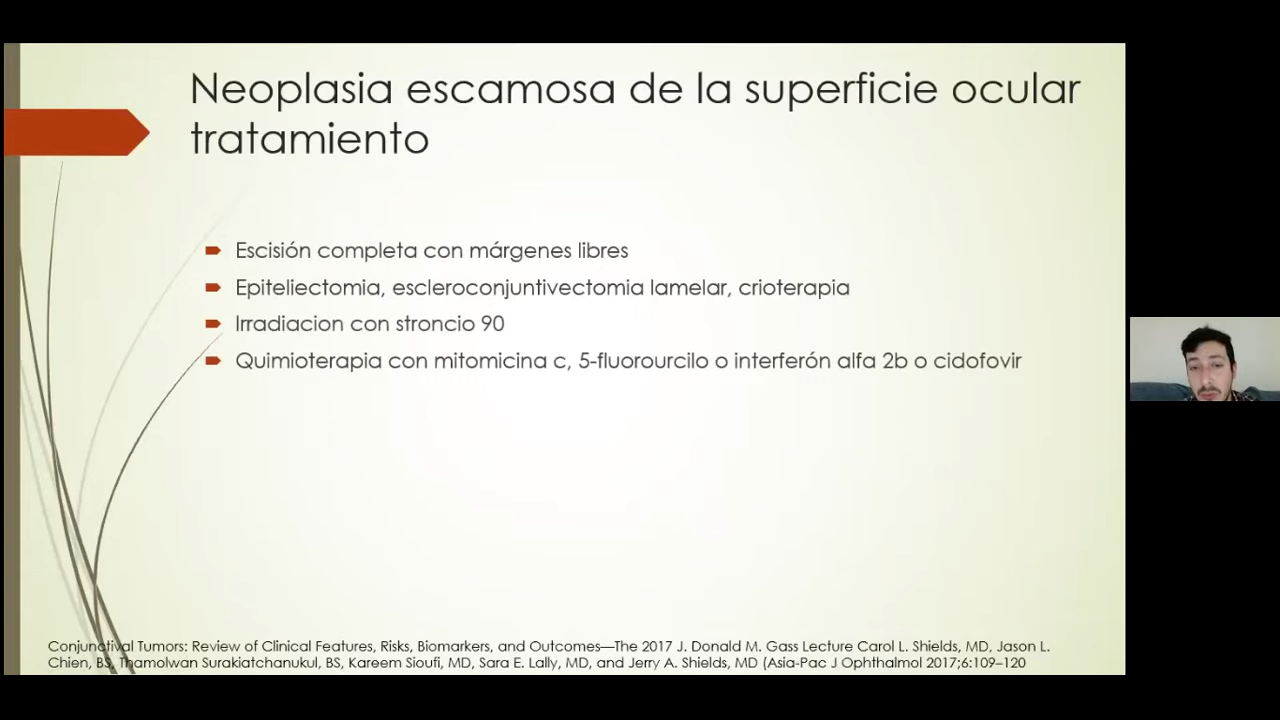 Neoplasia escamosa de la superficie ocular
tratamiento
Escisión completa con márgenes libres
Epiteliectomia, escleroconjuntivectomia lamelar, crioterapia
Irradiacion con stroncio 90
Quimioterapia con mitomicina c, 5-fluorourcilo o interferón alfa 2b o cidofovir
Conjunctival Tumors: Review of Clinical Features, Risks, Biomarkers, and Outcomes—The 2017 J. Donald M. Gass Lecture Carol L. Shields, MD, Jason L.
Chien, BS, Thamolwan Surakiatchanukul, BS, Kareem Sioufi, MD, Sara E. Lally, MD, and Jerry A. Shields, MD (Asia-Pac J Ophthalmol 2017;6:109–120